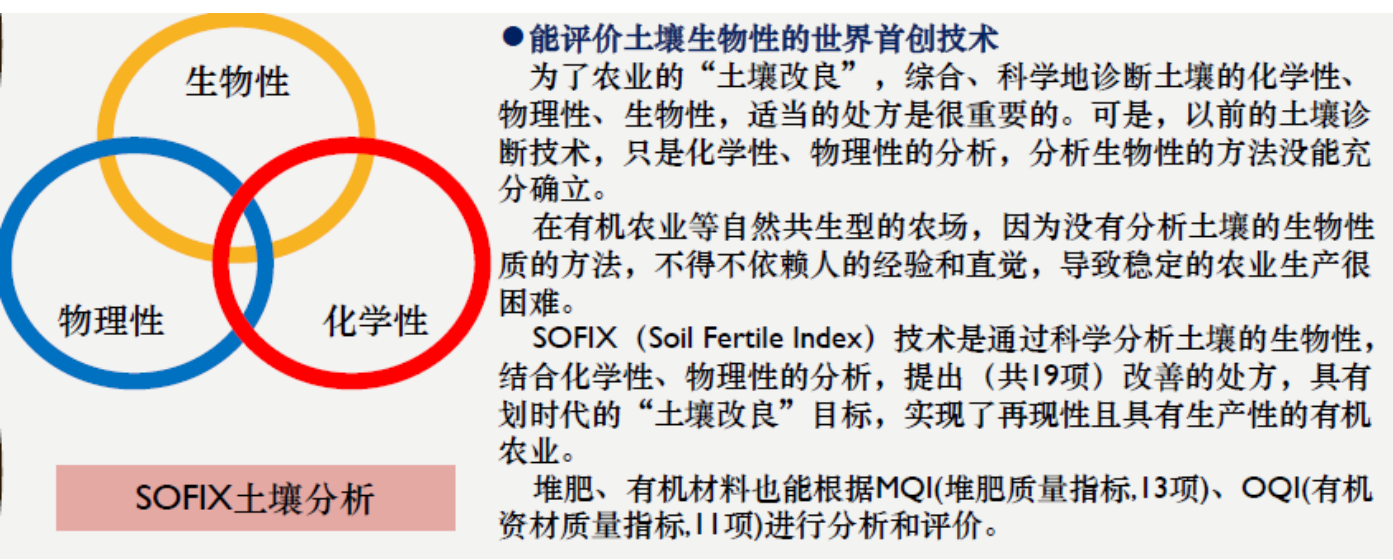 生物性
物理性
化学性
SOFIX土壤分析
●能评价土壤生物性的世界首创技术
为了农业的“土壤改良”，综合、科学地诊断土壤的化学性、
物理性、生物性，适当的处方是很重要的。可是，以前的土壤诊
断技术，只是化学性、物理性的分析，分析生物性的方法没能充
分确立。
在有机农业等自然共生型的农场，因为没有分析土壤的生物性
质的方法，不得不依赖人的经验和直觉，导致稳定的农业生产很
困难。
SOFIX（Soil Fertile Index）技术是通过科学分析土壤的生物性，
结合化学性、物理性的分析，提出（共19项）改善的处方，具有
划时代的“土壤改良”目标，实现了再现性且具有生产性的有机
农业。
堆肥、有机材料也能根据MQI(堆肥质量指标,13项)、OQI(有机
资材质量指标,11项)进行分析和评价。